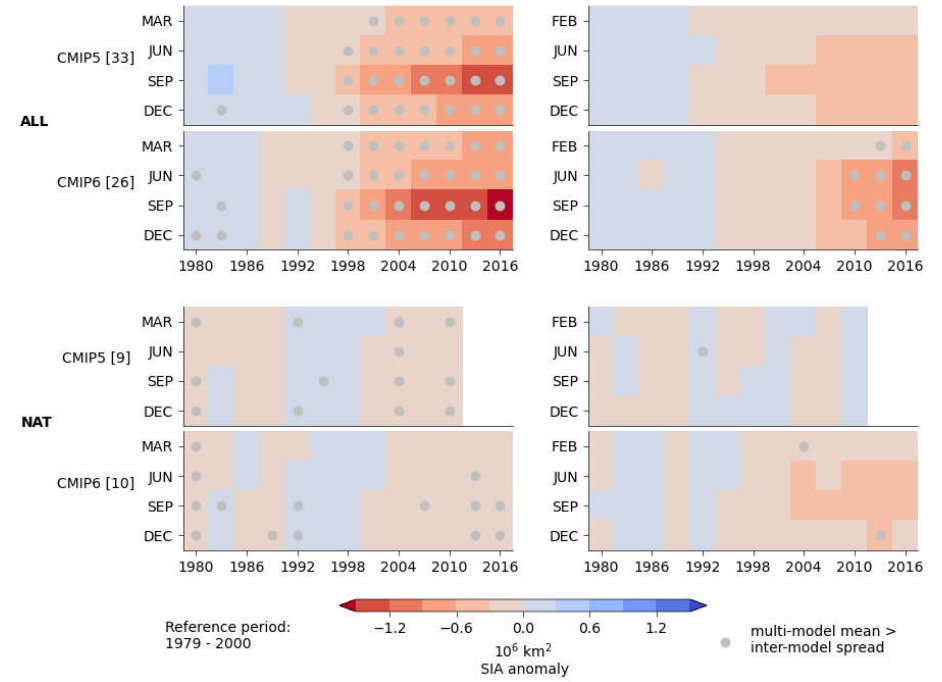 ALL
CMIP5 [33]
MAR
JUN
SEP
DEC
FEB
JUN
SEP
DEC
CMIP6 [26]
MAR
JUN
SEP
DEC
FEB
JUN
SEP
DEC
1980 1986 1992 1998 2004 2010 2016
1980 1986 1992 1998 2004 2010 2016
NAT
CMIP5 [9]
MAR
JUN
SEP
DEC
FEB
JUN
SEP
DEC
CMIP6 [10]
MAR
JUN
SEP
DEC
FEB
JUN
SEP
DEC
1980 1986 1992 1998 2004 2010 2016
1980 1986 1992 1998 2004 2010 2016
Reference period:
1979 - 2000
−1.2 −0.6 0.0 0.6 1.2
10⁶ km²
SIA anomaly
multi-model mean >
inter-model spread